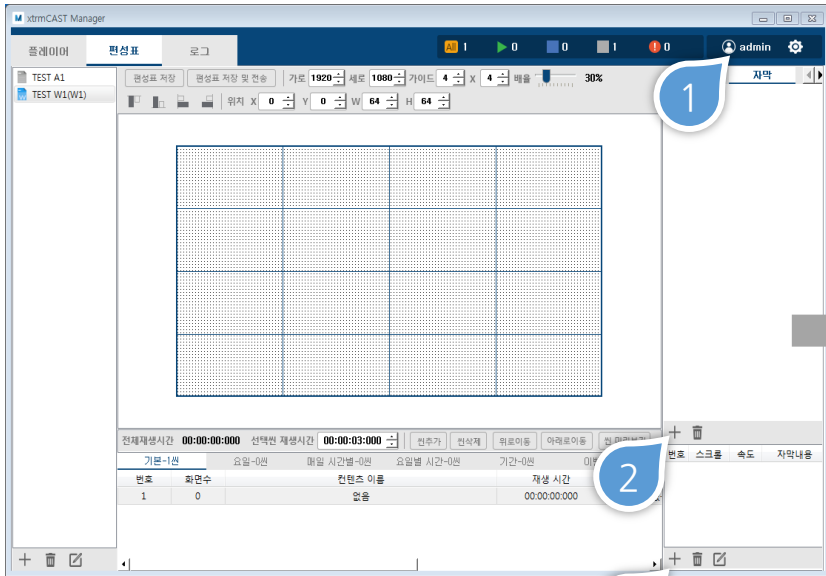 M xtrmCAST Manager
플레이어 편성표 로그 All 1 0 0 1 0 admin
TEST A1
TEST W1(W1)
편성표 저장 편성표 저장 및 전송 가로 1920 세로 1080 가이드 4 X 4 배율 30%
위치 X 0 Y 0 W 64 H 64
자막
1
전체재생시간 00:00:00:000 선택씬 재생시간 00:00:03:000 씬추가 씬삭제 위로이동 아래로이동
기본-1씬 요일-0씬 매일 시간별-0씬 요일별 시간-0씬 기간-0씬
번호 화면수 컨텐츠 이름 재생 시간
1 0 없음 00:00:00:000
2
번호 스크롤 속도 자막내용